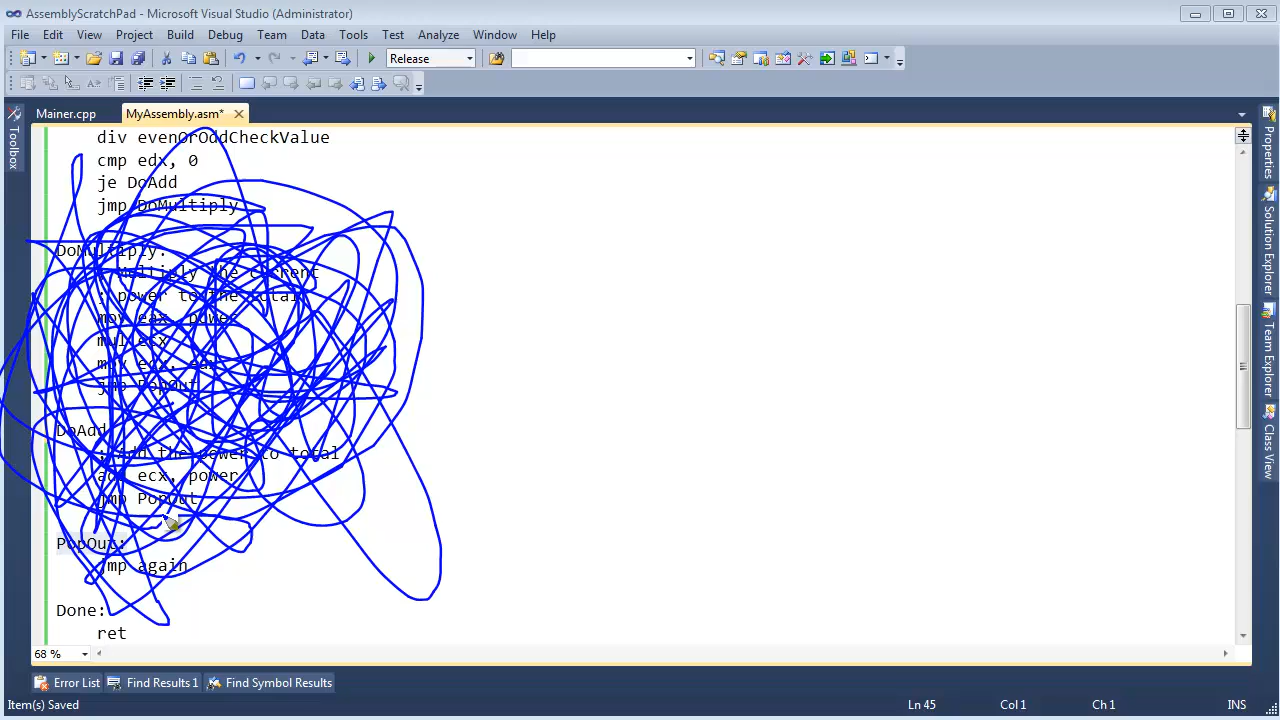 AssemblyScratchPad - Microsoft Visual Studio (Administrator)
File Edit View Project Build Debug Team Data Tools Test Analyze Window Help
Release
Mainer.cpp MyAssembly.asm*
Toolbox
div evenOrOddCheckValue
cmp edx, 0
je DoAdd
jmp DoMultiply
DoMultiply:
; Multiply the current
; power to the total
mov eax, power
mul ecx
mov ecx, eax
jmp PopOut
DoAdd:
; Add the power to total
add ecx, power
jmp PopOut
PopOut:
jmp again
Done:
ret
Properties
Solution Explorer
Team Explorer
Class View
68 %
Error List Find Results 1 Find Symbol Results
Item(s) Saved Ln 45 Col 1 Ch 1 INS